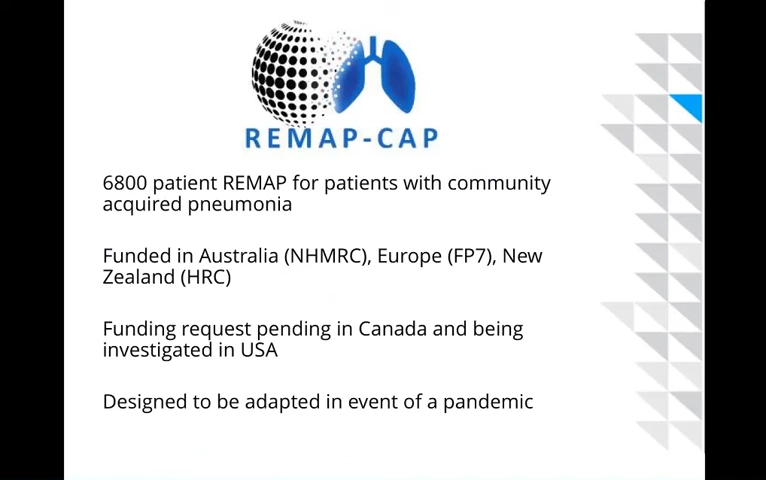 REMAP-CAP
6800 patient REMAP for patients with community
acquired pneumonia
Funded in Australia (NHMRC), Europe (FP7), New
Zealand (HRC)
Funding request pending in Canada and being
investigated in USA
Designed to be adapted in event of a pandemic